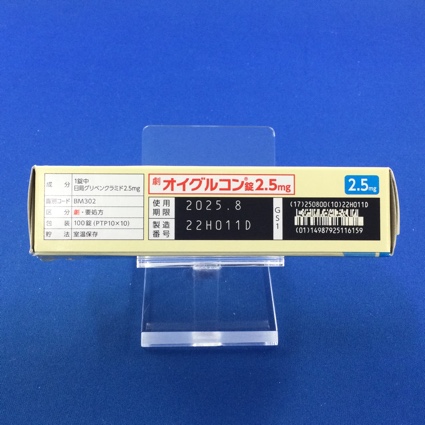 成分 1錠中
日局グリベンクラミド2.5mg
識別コード BM302
区分 劇・要処方
包装 100錠(PTP10×10)
貯法 室温保存
劇 オイグルコン®錠2.5mg
使用期限 2025.8
製造番号 22H011D
G51
2.5mg
(17)250800(10)22H011D
(01)14987925116159